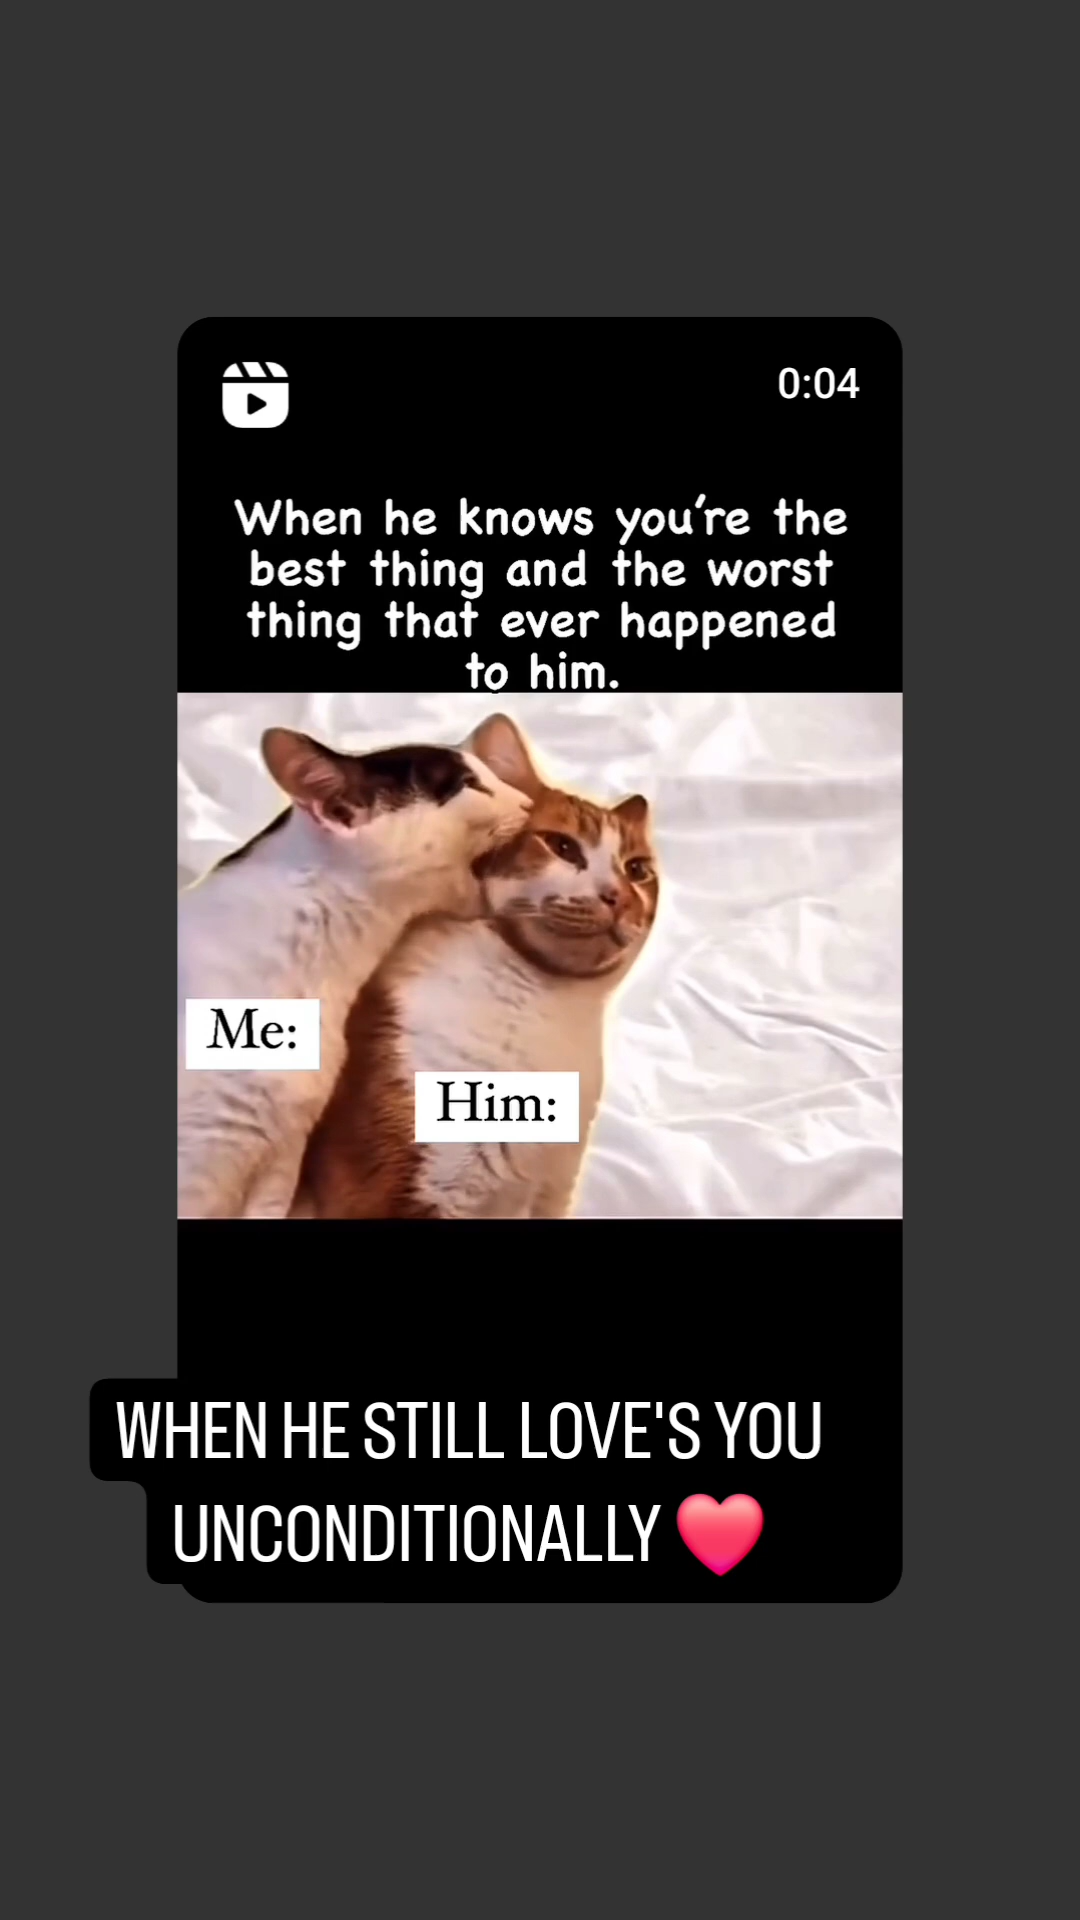 0:04
When he knows you're the
best thing and the worst
thing that ever happened
to him.
Me:
Him:
WHEN HE STILL LOVE'S YOU
UNCONDITIONALLY